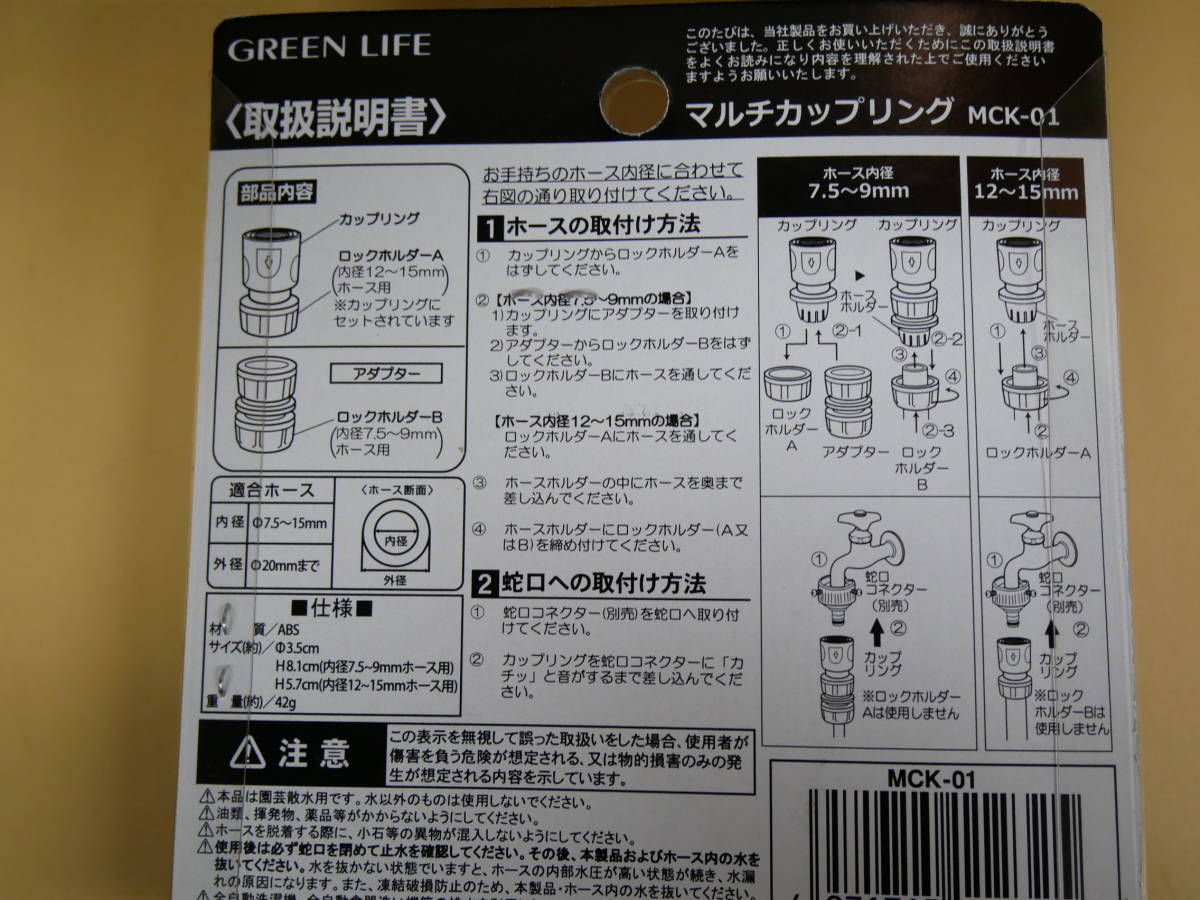 GREEN LIFE
このたびは、当社製品をお買い上げいただき、誠にありがとう
ございました。正しくお使いいただくためにこの取扱説明書
をよくお読みになり内容を理解された上でご使用ください
ますようお願いいたします。
〈取扱説明書〉
マルチカップリング MCK-01
部品内容
カップリング
ロックホルダーA
(内径12〜15mm
ホース用)
※カップリングに
セットされています
アダプター
ロックホルダーB
(内径7.5〜9mm
ホース用)
適合ホース
内径 Φ7.5〜15mm
外径 Φ20mmまで
〈ホース断面〉
内径
外径
■仕様■
材 質/ABS
サイズ(約)/Φ3.5cm
H8.1cm(内径7.5〜9mmホース用)
H5.7cm(内径12〜15mmホース用)
重 量(約)/42g
お手持ちのホース内径に合わせて
右図の通り取り付けてください。
1 ホースの取付け方法
① カップリングからロックホルダーAを
はずしてください。
② 【ホース内径7.5〜9mmの場合】
1)カップリングにアダプターを取り付け
ます。
2)アダプターからロックホルダーBをはず
してください。
3)ロックホルダーBにホースを通してくだ
さい。
【ホース内径12〜15mmの場合】
ロックホルダーAにホースを通してく
ださい。
③ ホースホルダーの中にホースを奥まで
差し込んでください。
④ ホースホルダーにロックホルダー(A又
はB)を締め付けてください。
2 蛇口への取付け方法
① 蛇口コネクター(別売)を蛇口へ取り付
けてください。
② カップリングを蛇口コネクターに「カ
チッ」と音がするまで差し込んでくだ
さい。
ホース内径
7.5〜9mm
カップリング カップリング
ホース
ホルダー
① ②-1
②-2
③
④
ロック
ホルダー
A
アダプター
②-3
ロック
ホルダー
B
①
蛇口
コネクター
(別売)
②
カップ
リング
※ロックホルダー
Aは使用しません
ホース内径
12〜15mm
カップリング
①
ホース
ホルダー
③
④
②
ロックホルダーA
①
蛇口
コネクター
(別売)
②
カップ
リング
※ロック
ホルダーBは
使用しません
注意
この表示を無視して誤った取扱いをした場合、使用者が
傷害を負う危険が想定される、又は物的損害のみの発
生が想定される内容を示しています。
本品は園芸散水用です。水以外のものは使用しないでください。
油類、揮発物、薬品等がかからないようにしてください。
ホースを脱着する際に、小石等の異物が混入しないようにしてください。
使用後は必ず蛇口を閉めて止水を確認してください。その後、本製品およびホース内の水を
抜いてください。水を抜かない状態でいますと、ホースの内部水圧が高い状態が続き、水漏
れの原因になります。また、凍結破損防止のため、本製品・ホース内の水を抜いてください。
MCK-01